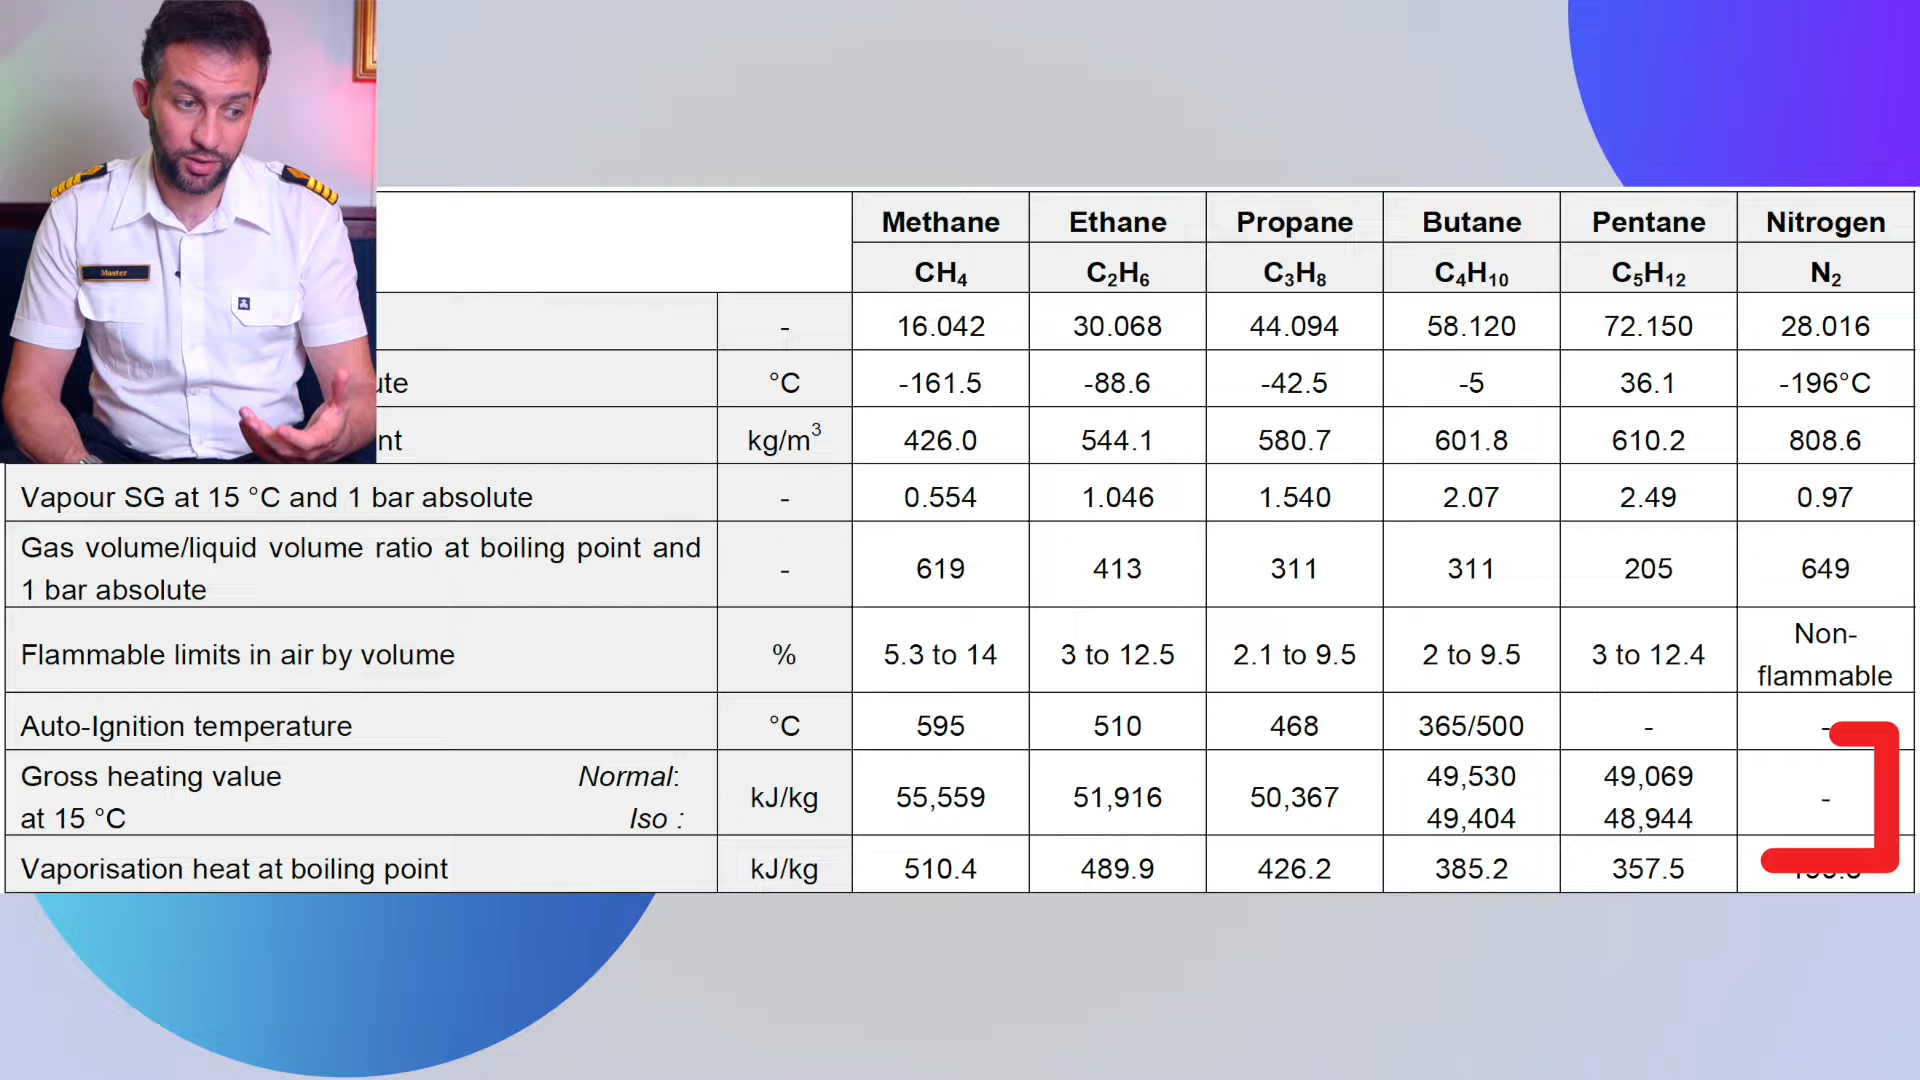 Master
Methane Ethane Propane Butane Pentane Nitrogen
CH₄ C₂H₆ C₃H₈ C₄H₁₀ C₅H₁₂ N₂
- 16.042 30.068 44.094 58.120 72.150 28.016
°C -161.5 -88.6 -42.5 -5 36.1 -196°C
nt kg/m³ 426.0 544.1 580.7 601.8 610.2 808.6
Vapour SG at 15 °C and 1 bar absolute - 0.554 1.046 1.540 2.07 2.49 0.97
Gas volume/liquid volume ratio at boiling point and
1 bar absolute - 619 413 311 311 205 649
Flammable limits in air by volume % 5.3 to 14 3 to 12.5 2.1 to 9.5 2 to 9.5 3 to 12.4 Non-
flammable
Auto-Ignition temperature °C 595 510 468 365/500 - -
Gross heating value Normal: 49,530 49,069
at 15 °C Iso : kJ/kg 55,559 51,916 50,367 49,404 48,944 -
Vaporisation heat at boiling point kJ/kg 510.4 489.9 426.2 385.2 357.5